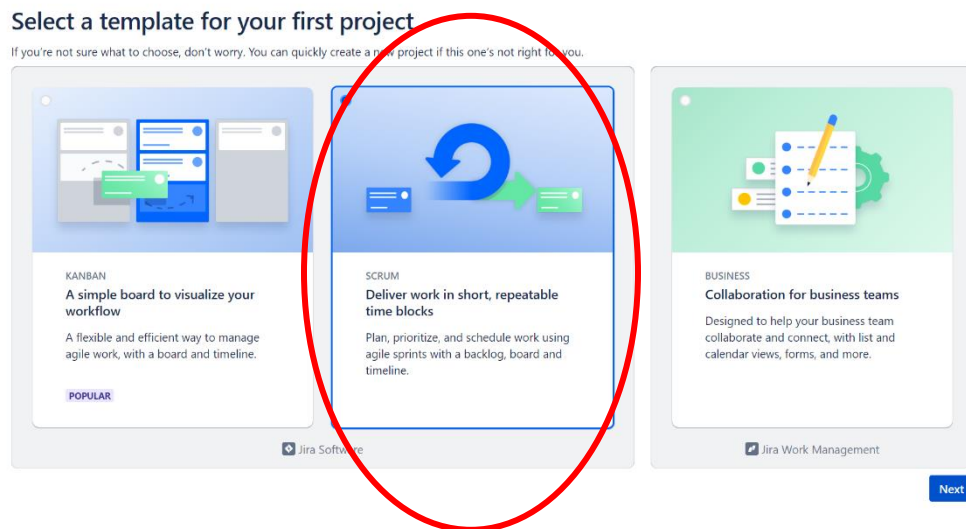 Select a template for your first project
If you're not sure what to choose, don't worry. You can quickly create a new project if this one's not right for you.
KANBAN
A simple board to visualize your
workflow
A flexible and efficient way to manage
agile work, with a board and timeline.
POPULAR
SCRUM
Deliver work in short, repeatable
time blocks
Plan, prioritize, and schedule work using
agile sprints with a backlog, board and
timeline.
Jira Software
BUSINESS
Collaboration for business teams
Designed to help your business team
collaborate and connect, with list and
calendar views, forms, and more.
Jira Work Management
Next